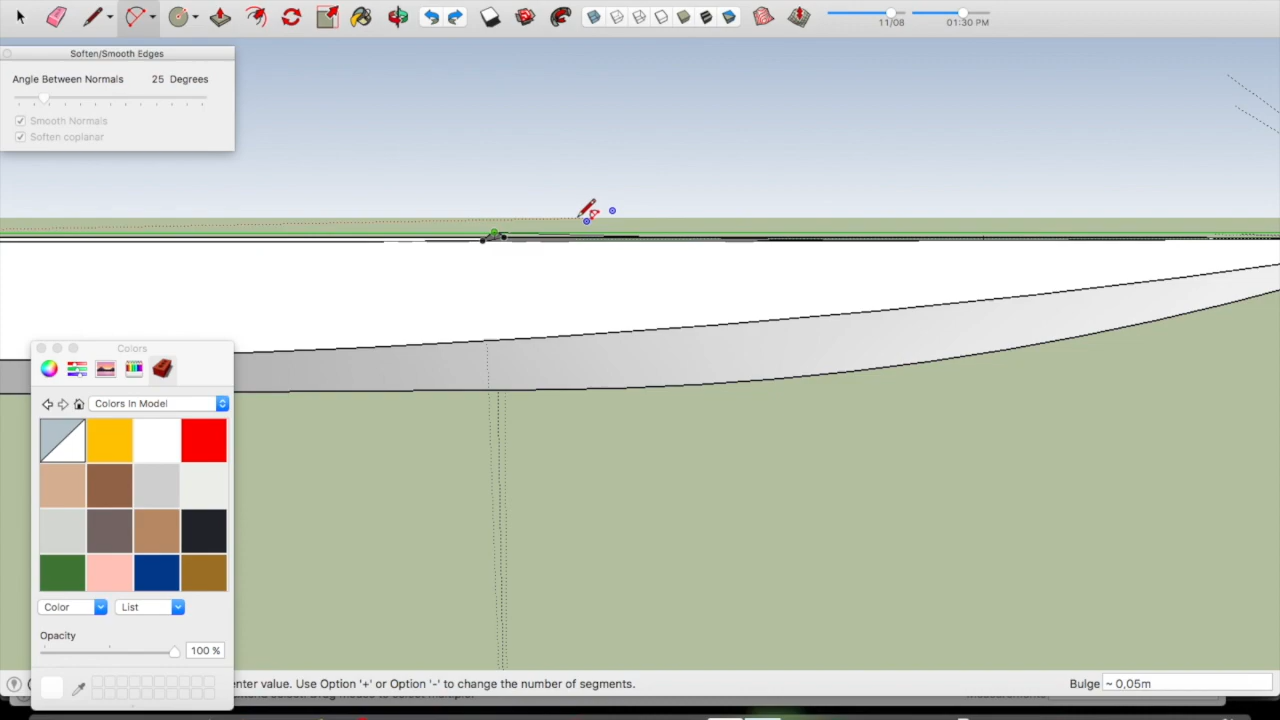 11/08
01:30 PM
Soften/Smooth Edges
Angle Between Normals 25 Degrees
Smooth Normals
Soften coplanar
Colors
Colors In Model
Color
List
Opacity
100 %
enter value. Use Option '+' or Option '-' to change the number of segments.
Bulge ~ 0,05m